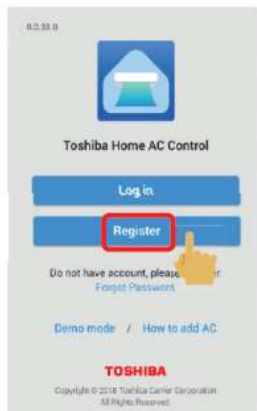 Toshiba Home AC Control
Log in
Register
Do not have account, please
Forgot Password
Demo mode / How to add AC
TOSHIBA
Copyright © 2018 Toshiba Carrier Corporation
All Rights Reserved